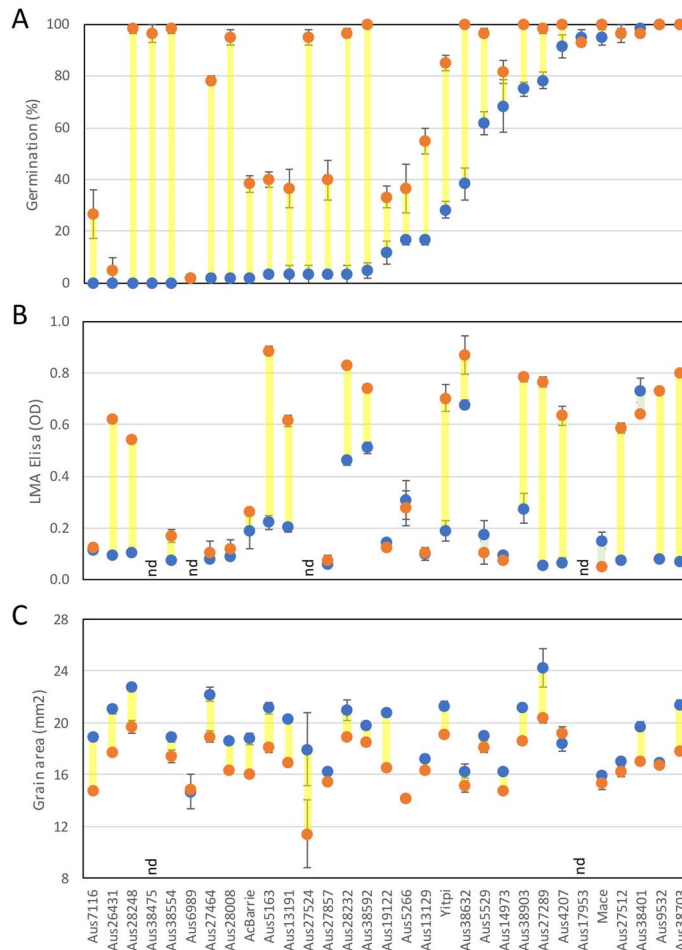 A
100
80
60
40
20
0
Germination (%)
B
1.0
0.8
0.6
0.4
0.2
0.0
LMA Elisa (OD)
nd
nd
nd
nd
C
28
24
20
16
12
8
Grain area (mm2)
nd
nd
Aus7116
Aus26431
Aus28248
Aus38475
Aus38554
Aus6989
Aus27464
Aus28008
AcBarrie
Aus5163
Aus13191
Aus27524
Aus27857
Aus28232
Aus38592
Aus19122
Aus5266
Aus13129
Yitpi
Aus38632
Aus5529
Aus14973
Aus38903
Aus27289
Aus4207
Aus17953
Mace
Aus27512
Aus38401
Aus9532
Aus38703